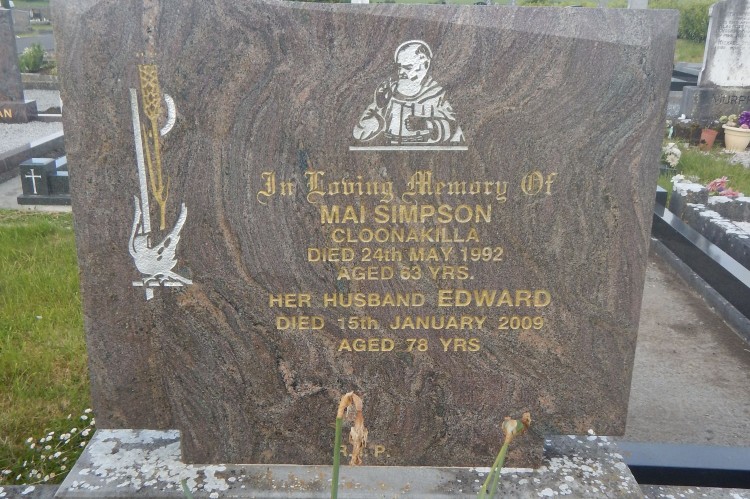 In Loving Memory Of
MAI SIMPSON
CLOONAKILLA
DIED 24th MAY 1992
AGED 63 YRS.
HER HUSBAND EDWARD
DIED 15th JANUARY 2009
AGED 78 YRS